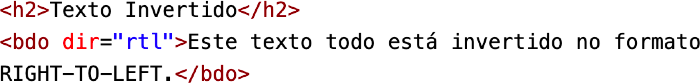 <h2>Texto Invertido</h2>
<bdo dir="rtl">Este texto todo está invertido no formato
RIGHT-TO-LEFT.</bdo>